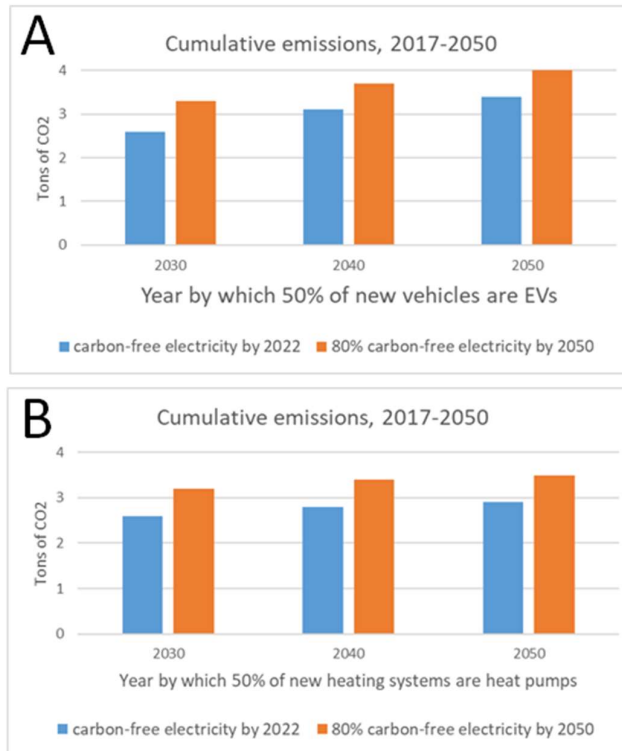 A
Cumulative emissions, 2017-2050
Tons of CO2
4
3
2
1
0
2030 2040 2050
Year by which 50% of new vehicles are EVs
carbon-free electricity by 2022 80% carbon-free electricity by 2050
B
Cumulative emissions, 2017-2050
Tons of CO2
4
3
2
1
0
2030 2040 2050
Year by which 50% of new heating systems are heat pumps
carbon-free electricity by 2022 80% carbon-free electricity by 2050